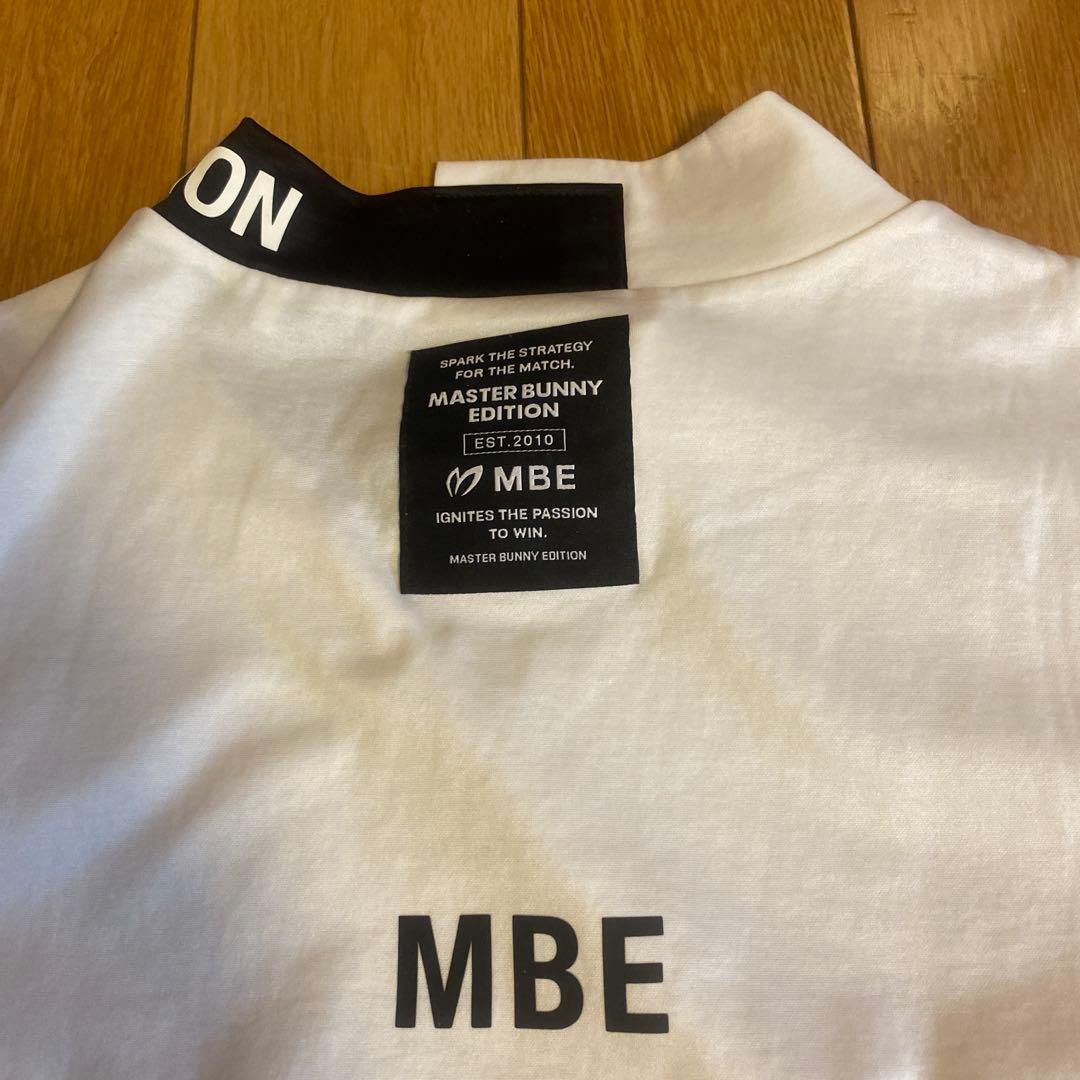 ON
SPARK THE STRATEGY
FOR THE MATCH.
MASTER BUNNY
EDITION
EST.2010
MBE
IGNITES THE PASSION
TO WIN.
MASTER BUNNY EDITION
MBE